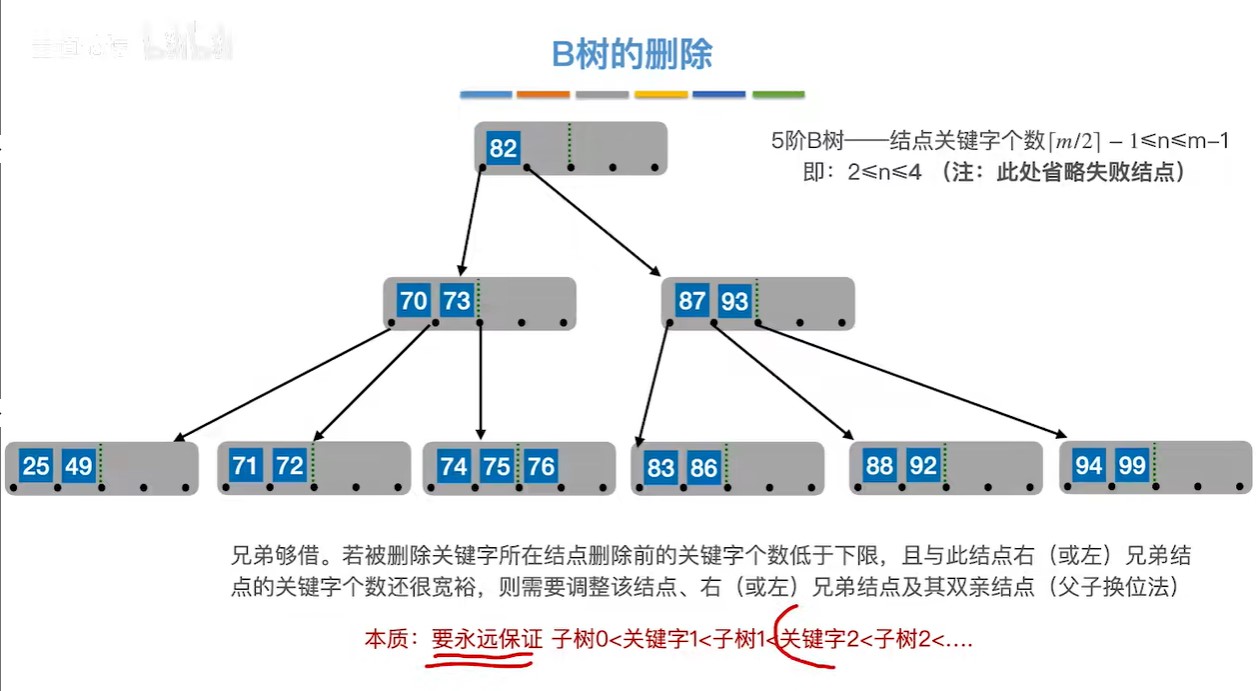 B树的删除
82
5阶B树——结点关键字个数⌈m/2⌉ − 1≤n≤m–1
即：2≤n≤4 （注：此处省略失败结点）
70 73
87 93
25 49
71 72
74 75 76
83 86
88 92
94 99
兄弟够借。若被删除关键字所在结点删除前的关键字个数低于下限，且与此结点右（或左）兄弟结
点的关键字个数还很宽裕，则需要调整该结点、右（或左）兄弟结点及其双亲结点（父子换位法）
本质：要永远保证 子树0<关键字1<子树1<关键字2<子树2<....